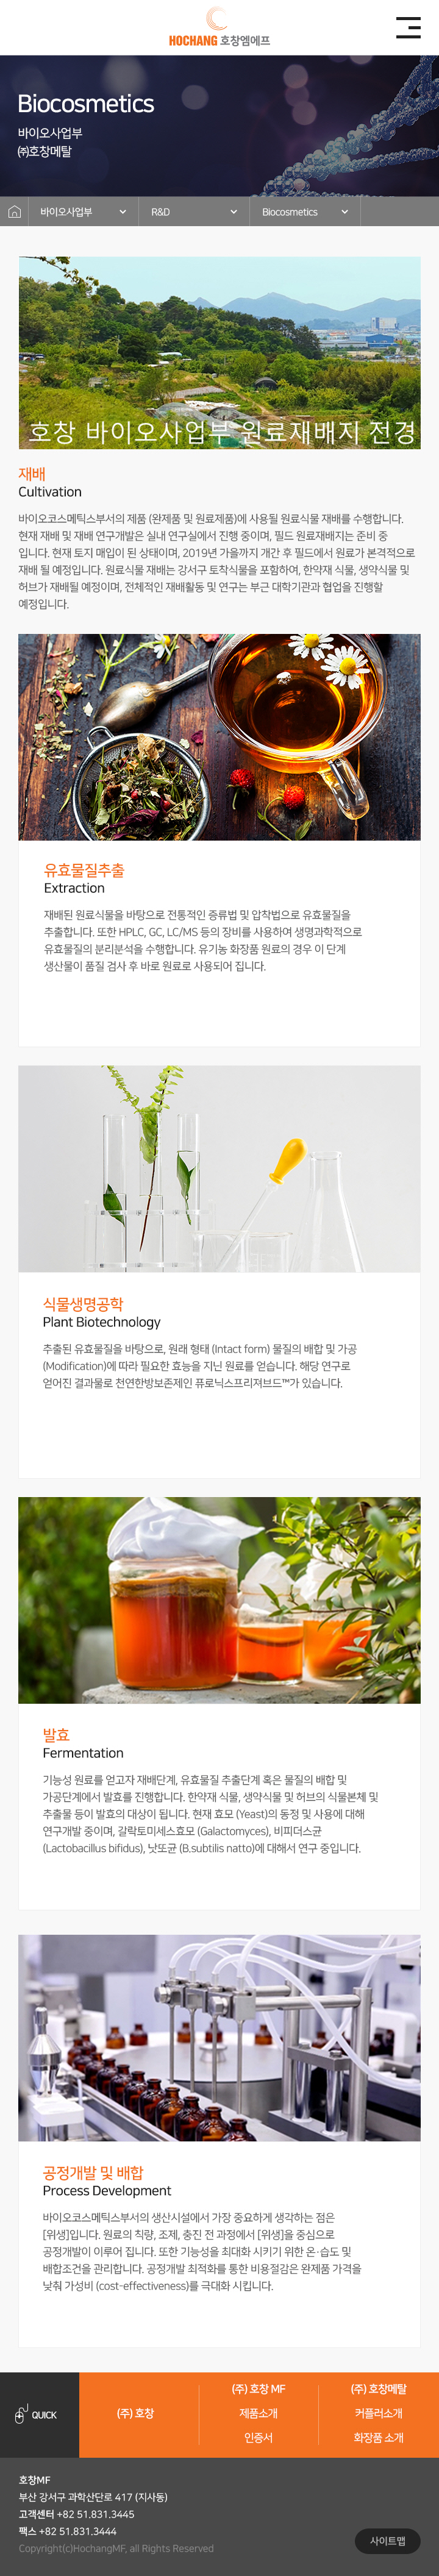 HOCHANG 호창엠에프
Biocosmetics
바이오사업부
㈜호창메탈
바이오사업부
R&D
Biocosmetics
호창 바이오사업부 원료재배지 전경
재배
Cultivation
바이오코스메틱스부서의 제품 (완제품 및 원료제품)에 사용될 원료식물 재배를 수행합니다.
현재 재배 및 재배 연구개발은 실내 연구실에서 진행 중이며, 필드 원료재배지는 준비 중
입니다. 현재 토지 매입이 된 상태이며, 2019년 가을까지 개간 후 필드에서 원료가 본격적으로
재배 될 예정입니다. 원료식물 재배는 강서구 토착식물을 포함하여, 한약재 식물, 생약식물 및
허브가 재배될 예정이며, 전체적인 재배활동 및 연구는 부근 대학기관과 협업을 진행할
예정입니다.
유효물질추출
Extraction
재배된 원료식물을 바탕으로 전통적인 증류법 및 압착법으로 유효물질을
추출합니다. 또한 HPLC, GC, LC/MS 등의 장비를 사용하여 생명과학적으로
유효물질의 분리분석을 수행합니다. 유기농 화장품 원료의 경우 이 단계
생산물이 품질 검사 후 바로 원료로 사용되어 집니다.
식물생명공학
Plant Biotechnology
추출된 유효물질을 바탕으로, 원래 형태 (Intact form) 물질의 배합 및 가공
(Modification)에 따라 필요한 효능을 지닌 원료를 얻습니다. 해당 연구로
얻어진 결과물로 천연한방보존제인 퓨로닉스프리져브드™가 있습니다.
발효
Fermentation
기능성 원료를 얻고자 재배단계, 유효물질 추출단계 혹은 물질의 배합 및
가공단계에서 발효를 진행합니다. 한약재 식물, 생약식물 및 허브의 식물본체 및
추출물 등이 발효의 대상이 됩니다. 현재 효모 (Yeast)의 동정 및 사용에 대해
연구개발 중이며, 갈락토미세스효모 (Galactomyces), 비피더스균
(Lactobacillus bifidus), 낫또균 (B.subtilis natto)에 대해서 연구 중입니다.
공정개발 및 배합
Process Development
바이오코스메틱스부서의 생산시설에서 가장 중요하게 생각하는 점은
[위생]입니다. 원료의 칙량, 조제, 충진 전 과정에서 [위생]을 중심으로
공정개발이 이루어 집니다. 또한 기능성을 최대화 시키기 위한 온·습도 및
배합조건을 관리합니다. 공정개발 최적화를 통한 비용절감은 완제품 가격을
낮춰 가성비 (cost-effectiveness)를 극대화 시킵니다.
QUICK
(주) 호창
(주) 호창 MF
제품소개
인증서
(주) 호창메탈
커플러소개
화장품 소개
호창MF
부산 강서구 과학산단로 417 (지사동)
고객센터 +82 51.831.3445
팩스 +82 51.831.3444
Copyright(c)HochangMF, all Rights Reserved
사이트맵